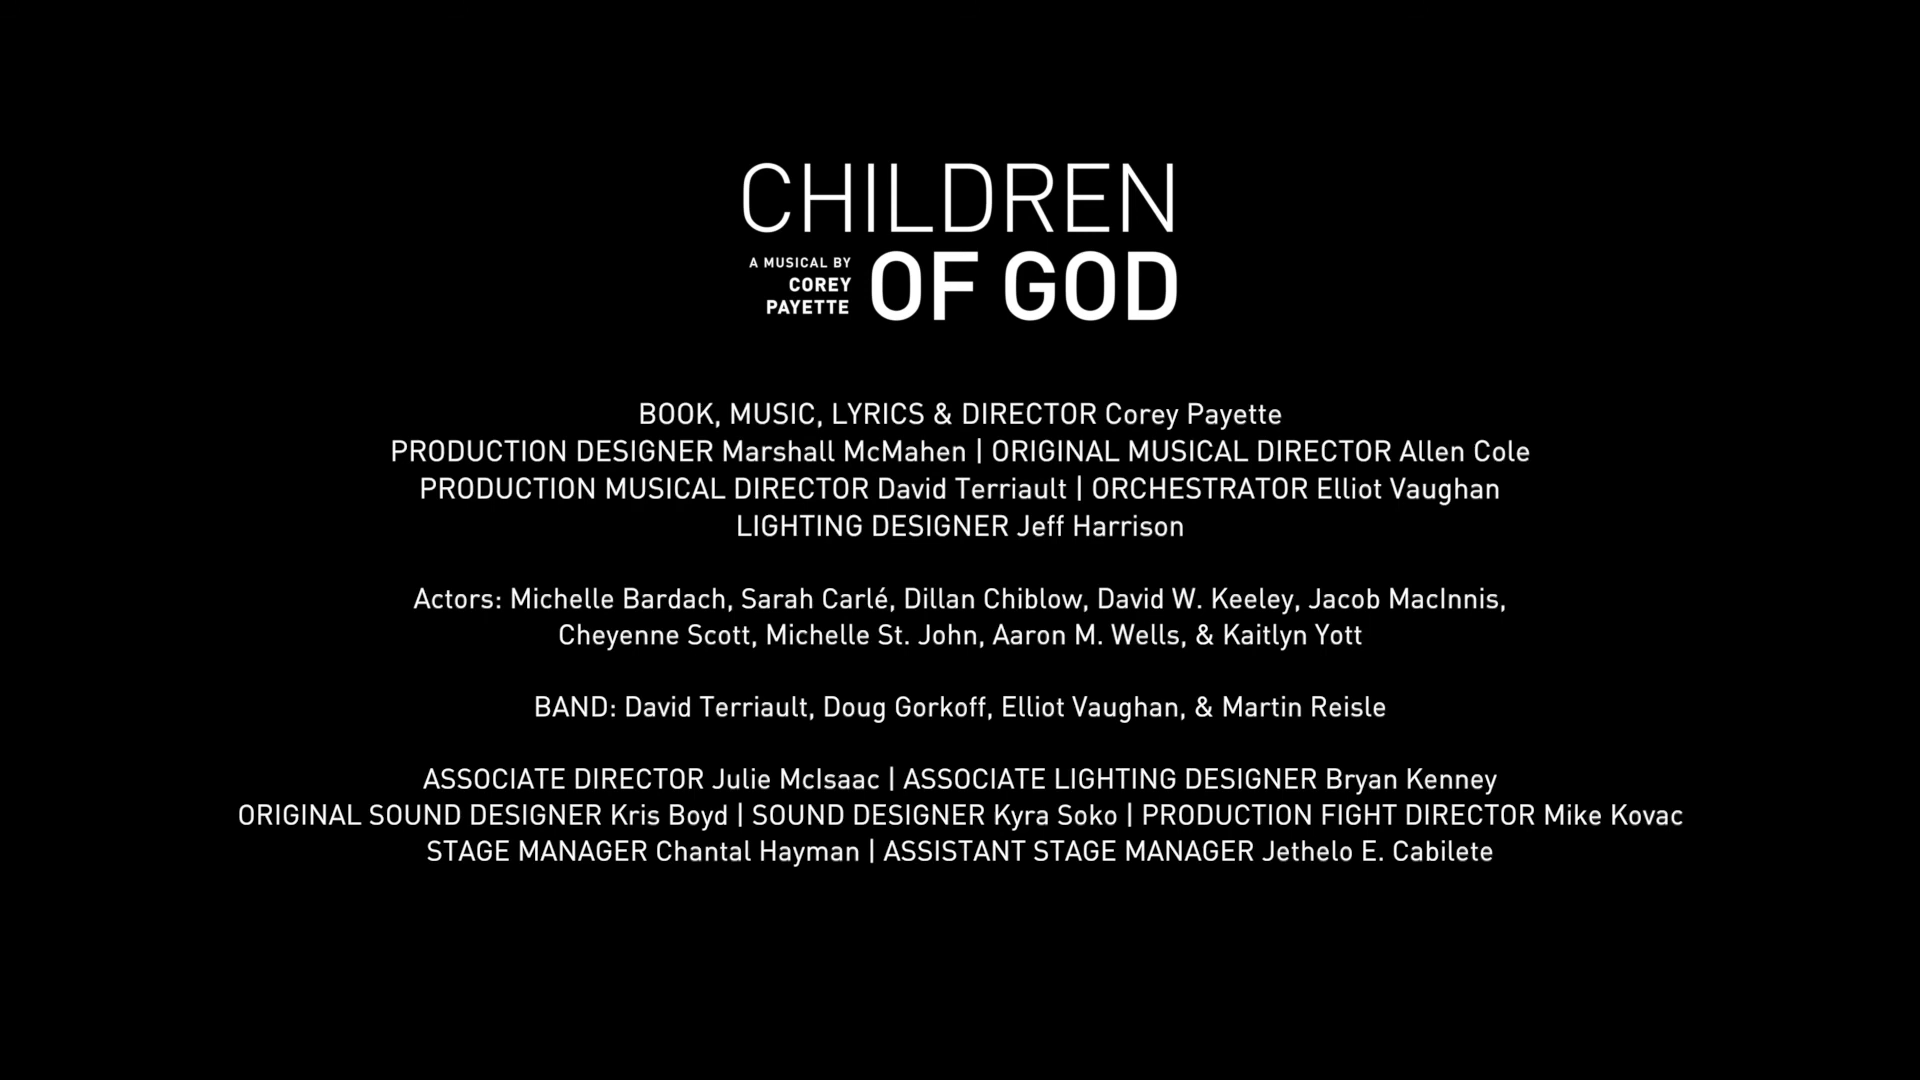 CHILDREN
A MUSICAL BY
COREY
PAYETTE
OF GOD
BOOK, MUSIC, LYRICS & DIRECTOR Corey Payette
PRODUCTION DESIGNER Marshall McMahen | ORIGINAL MUSICAL DIRECTOR Allen Cole
PRODUCTION MUSICAL DIRECTOR David Terriault | ORCHESTRATOR Elliot Vaughan
LIGHTING DESIGNER Jeff Harrison
Actors: Michelle Bardach, Sarah Carlé, Dillan Chiblow, David W. Keeley, Jacob MacInnis,
Cheyenne Scott, Michelle St. John, Aaron M. Wells, & Kaitlyn Yott
BAND: David Terriault, Doug Gorkoff, Elliot Vaughan, & Martin Reisle
ASSOCIATE DIRECTOR Julie McIsaac | ASSOCIATE LIGHTING DESIGNER Bryan Kenney
ORIGINAL SOUND DESIGNER Kris Boyd | SOUND DESIGNER Kyra Soko | PRODUCTION FIGHT DIRECTOR Mike Kovac
STAGE MANAGER Chantal Hayman | ASSISTANT STAGE MANAGER Jethelo E. Cabilete